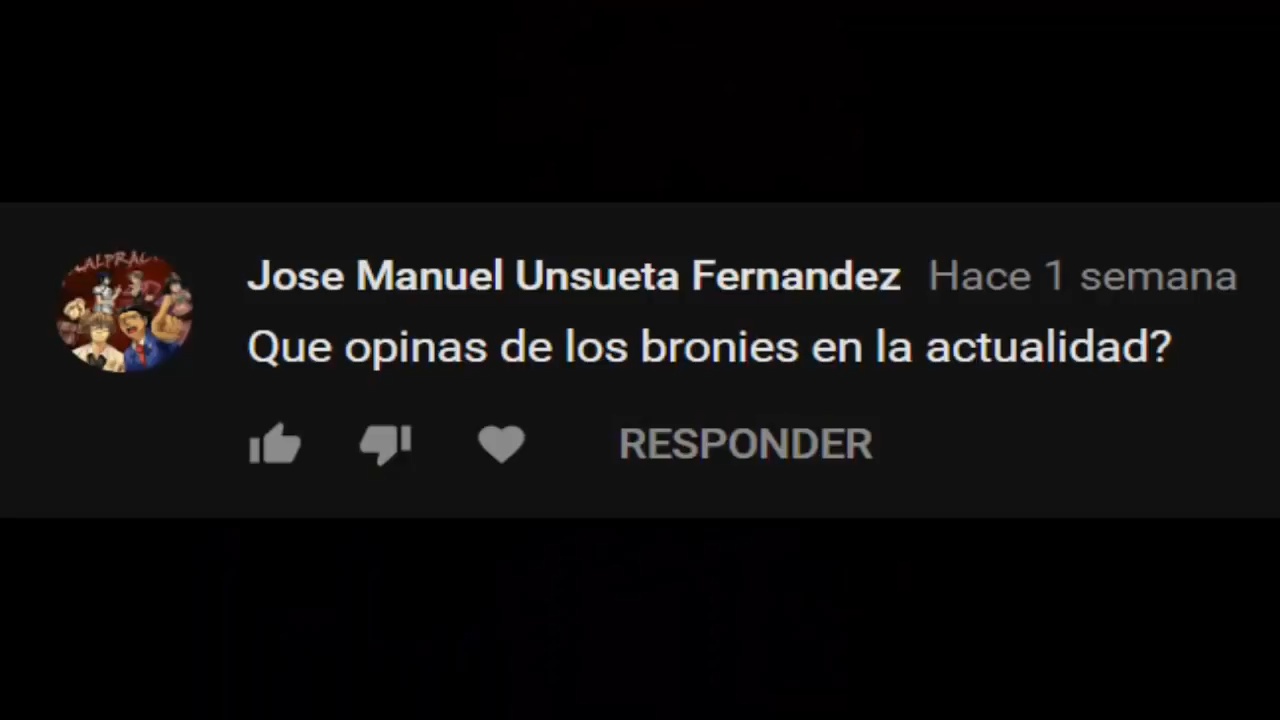 Jose Manuel Unsueta Fernandez Hace 1 semana
Que opinas de los bronies en la actualidad?
RESPONDER